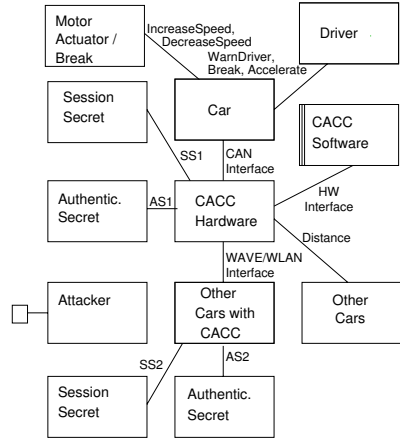 Motor
Actuator /
Break
IncreaseSpeed,
DecreaseSpeed
WarnDriver,
Break, Accelerate
Driver
Session
Secret
Car
CACC
Software
SS1
CAN
Interface
HW
Interface
Authentic.
Secret
AS1
CACC
Hardware
Distance
WAVE/WLAN
Interface
Attacker
Other
Cars with
CACC
Other
Cars
SS2
AS2
Session
Secret
Authentic.
Secret